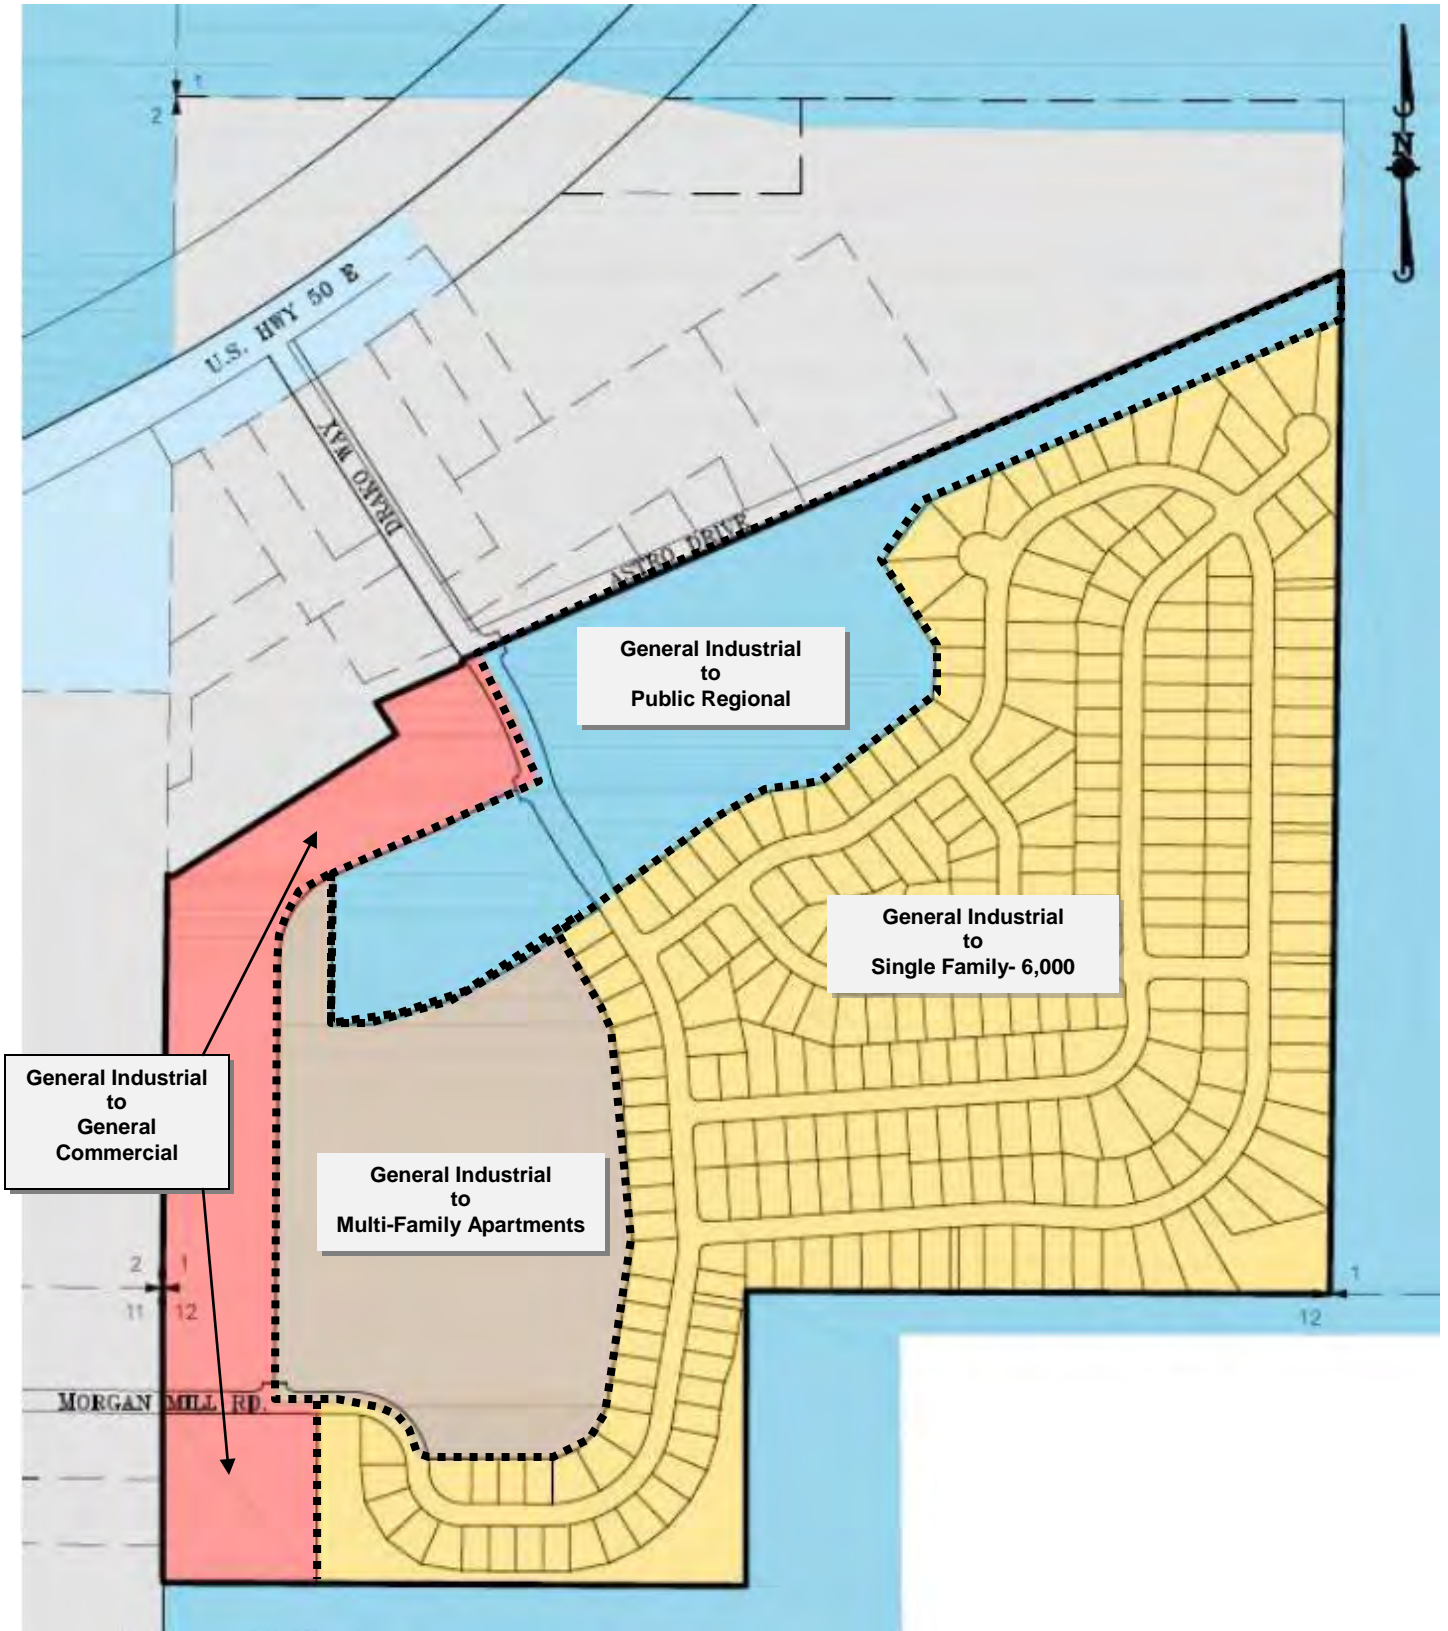 1
2
N
U.S. HWY 50 E
DRAKO WAY
ASTRO DRIVE
General Industrial
to
Public Regional
General Industrial
to
Single Family- 6,000
General Industrial
to
General
Commercial
General Industrial
to
Multi-Family Apartments
2
1
11
12
1
12
MORGAN MILL RD.